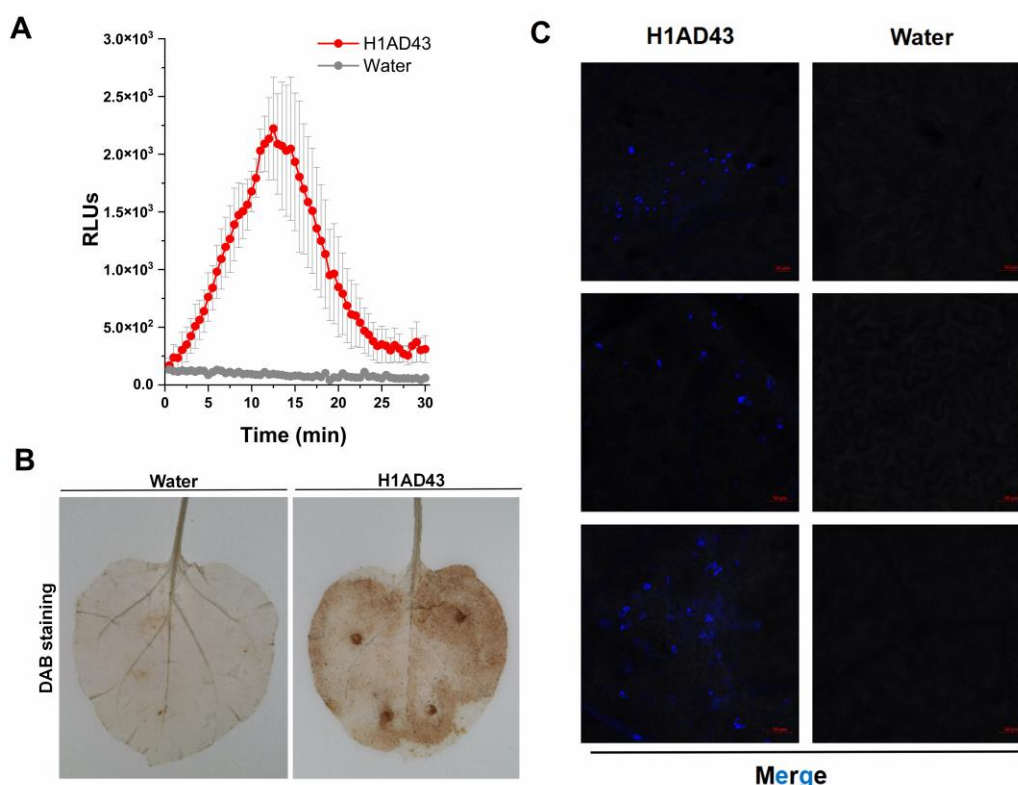 A
3.0×10³
2.5×10³
2.0×10³
1.5×10³
1.0×10³
5.0×10²
0.0
RLUs
H1AD43
Water
0
5
10
15
20
25
30
Time (min)
B
Water
H1AD43
DAB staining
C
H1AD43
Water
Merge